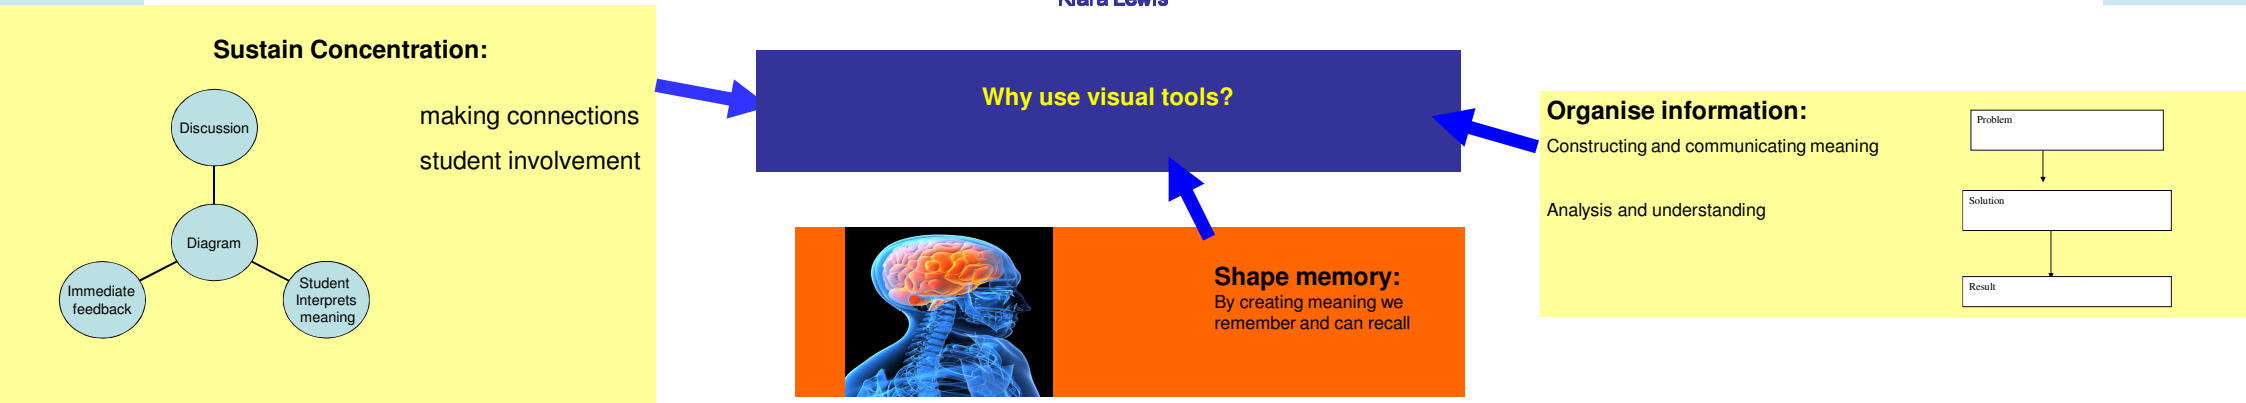 Kiara Lewis
Sustain Concentration:
making connections
student involvement
Discussion
Diagram
Immediate
feedback
Student
Interprets
meaning
Why use visual tools?
Shape memory:
By creating meaning we
remember and can recall
Organise information:
Constructing and communicating meaning
Analysis and understanding
Problem
Solution
Result